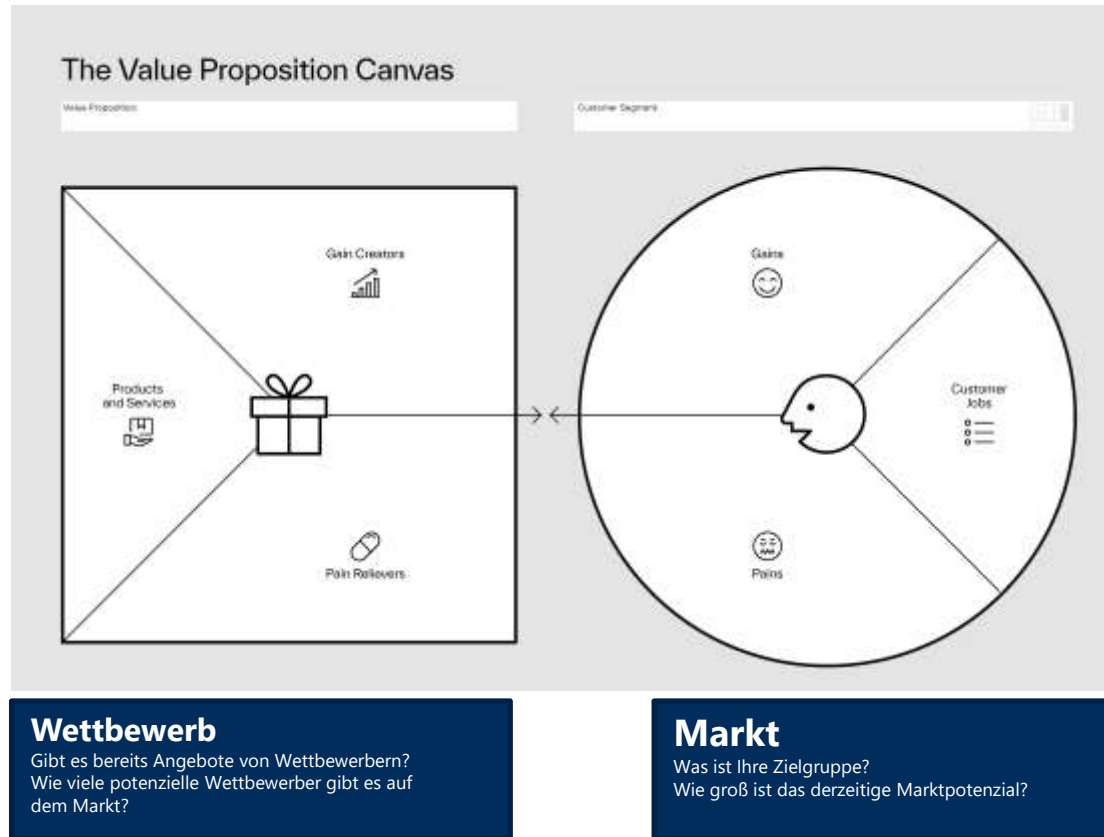 The Value Proposition Canvas
Value Proposition
Customer Segment
Gain Creators
Gains
Products
and Services
Customer
Jobs
Pain Relievers
Pains
Wettbewerb
Gibt es bereits Angebote von Wettbewerbern?
Wie viele potenzielle Wettbewerber gibt es auf
dem Markt?
Markt
Was ist Ihre Zielgruppe?
Wie groß ist das derzeitige Marktpotenzial?